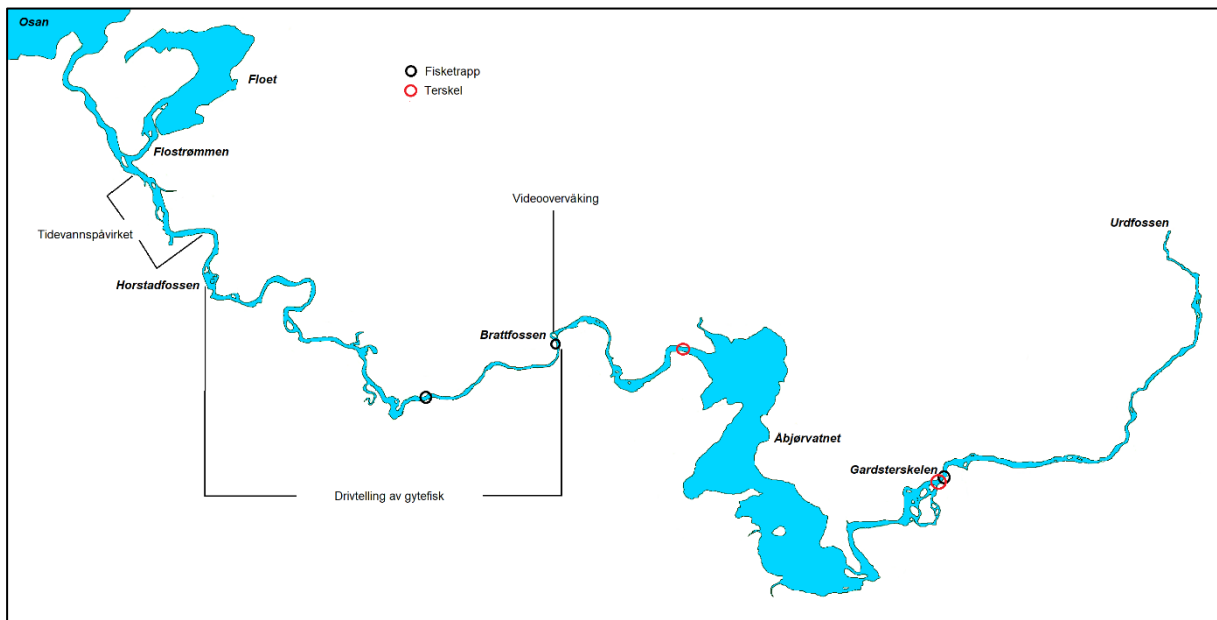 Osan
Fisketrapp
Floet
Terskel
Flostrømmen
Videoovervåking
Urdfossen
Tidevannspåvirket
Horstadfossen
Brattfossen
Åbjørvatnet
Gardsterskelen
Drivtelling av gytefisk